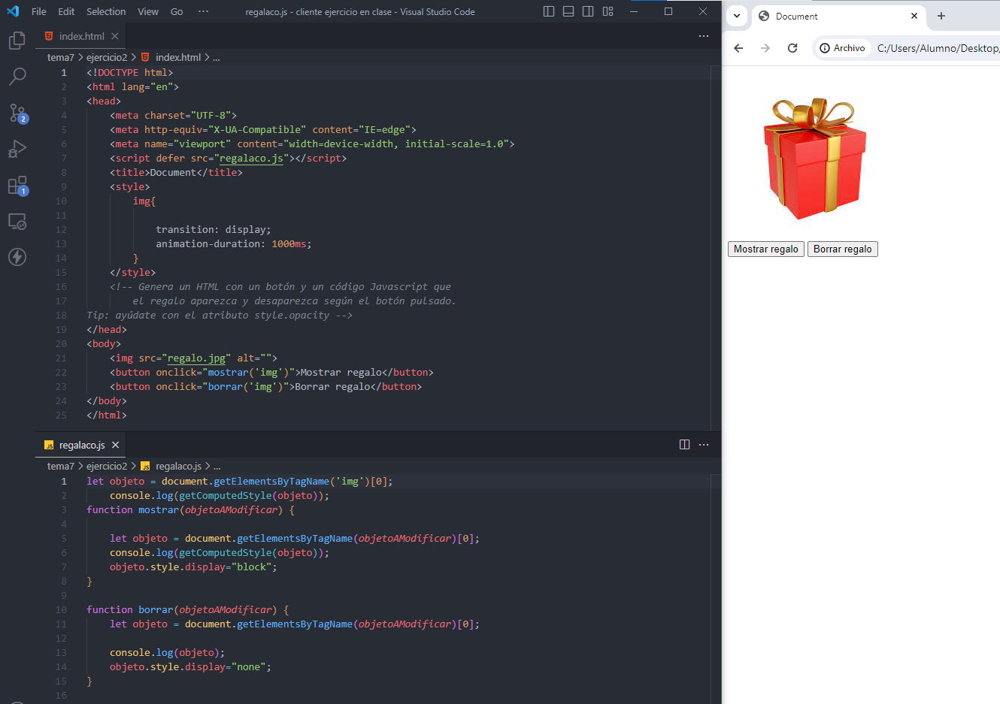 File Edit Selection View Go ··· regalaco.js - cliente ejercicio en clase - Visual Studio Code
index.html
tema7 > ejercicio2 > index.html > ...
1 <!DOCTYPE html>
2 <html lang="en">
3 <head>
4 <meta charset="UTF-8">
5 <meta http-equiv="X-UA-Compatible" content="IE=edge">
6 <meta name="viewport" content="width=device-width, initial-scale=1.0">
7 <script defer src="regalaco.js"></script>
8 <title>Document</title>
9 <style>
10 img{
11
12 transition: display;
13 animation-duration: 1000ms;
14 }
15 </style>
16 <!-- Genera un HTML con un botón y un código Javascript que
17 el regalo aparezca y desaparezca según el botón pulsado.
18 Tip: ayúdate con el atributo style.opacity -->
19 </head>
20 <body>
21 <img src="regalo.jpg" alt="">
22 <button onclick="mostrar('img')">Mostrar regalo</button>
23 <button onclick="borrar('img')">Borrar regalo</button>
24 </body>
25 </html>
2
1
JS regalaco.js
tema7 > ejercicio2 > JS regalaco.js > ...
1 let objeto = document.getElementsByTagName('img')[0];
2 console.log(getComputedStyle(objeto));
3 function mostrar(objetoAModificar) {
4
5 let objeto = document.getElementsByTagName(objetoAModificar)[0];
6 console.log(getComputedStyle(objeto));
7 objeto.style.display="block";
8 }
9
10 function borrar(objetoAModificar) {
11 let objeto = document.getElementsByTagName(objetoAModificar)[0];
12
13 console.log(objeto);
14 objeto.style.display="none";
15 }
16
Document
Archivo C:/Users/Alumno/Desktop/
Mostrar regalo Borrar regalo